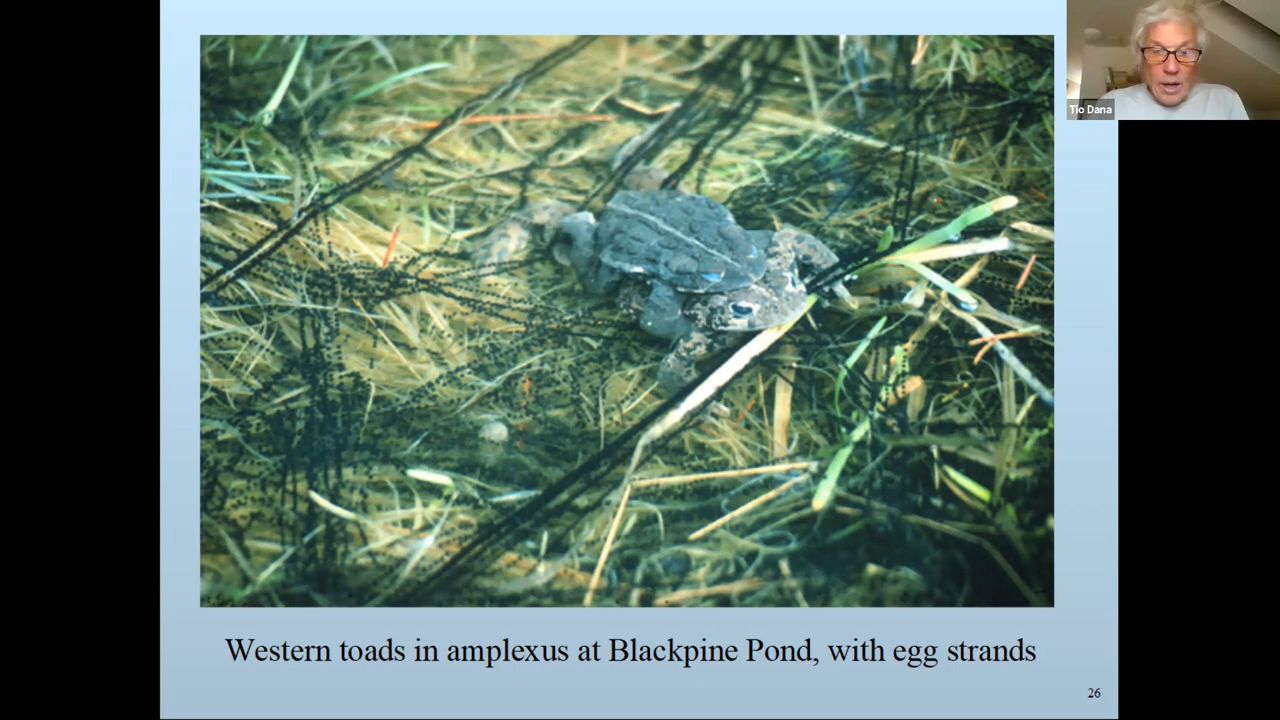 Tio Dana
Western toads in amplexus at Blackpine Pond, with egg strands
26